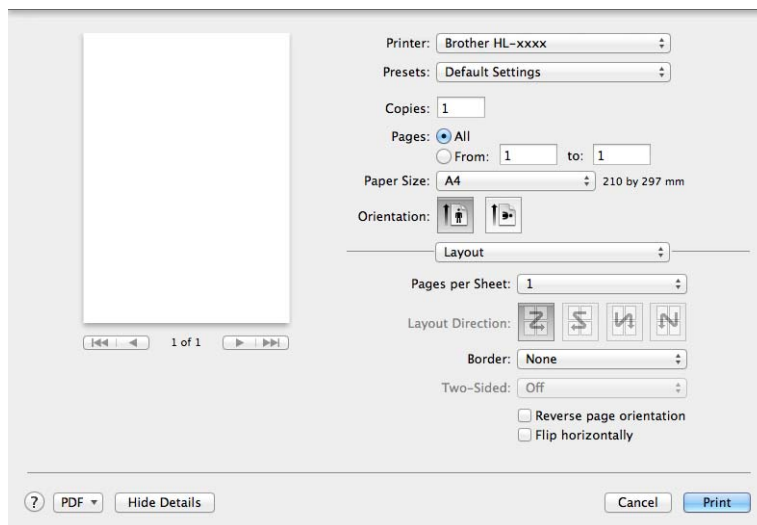 Printer: Brother HL-xxxx
Presets: Default Settings
Copies: 1
Pages: All
From: 1 to: 1
Paper Size: A4 210 by 297 mm
Orientation:
Layout
Pages per Sheet: 1
Layout Direction:
Border: None
Two-Sided: Off
Reverse page orientation
Flip horizontally
1 of 1
? PDF Hide Details Cancel Print